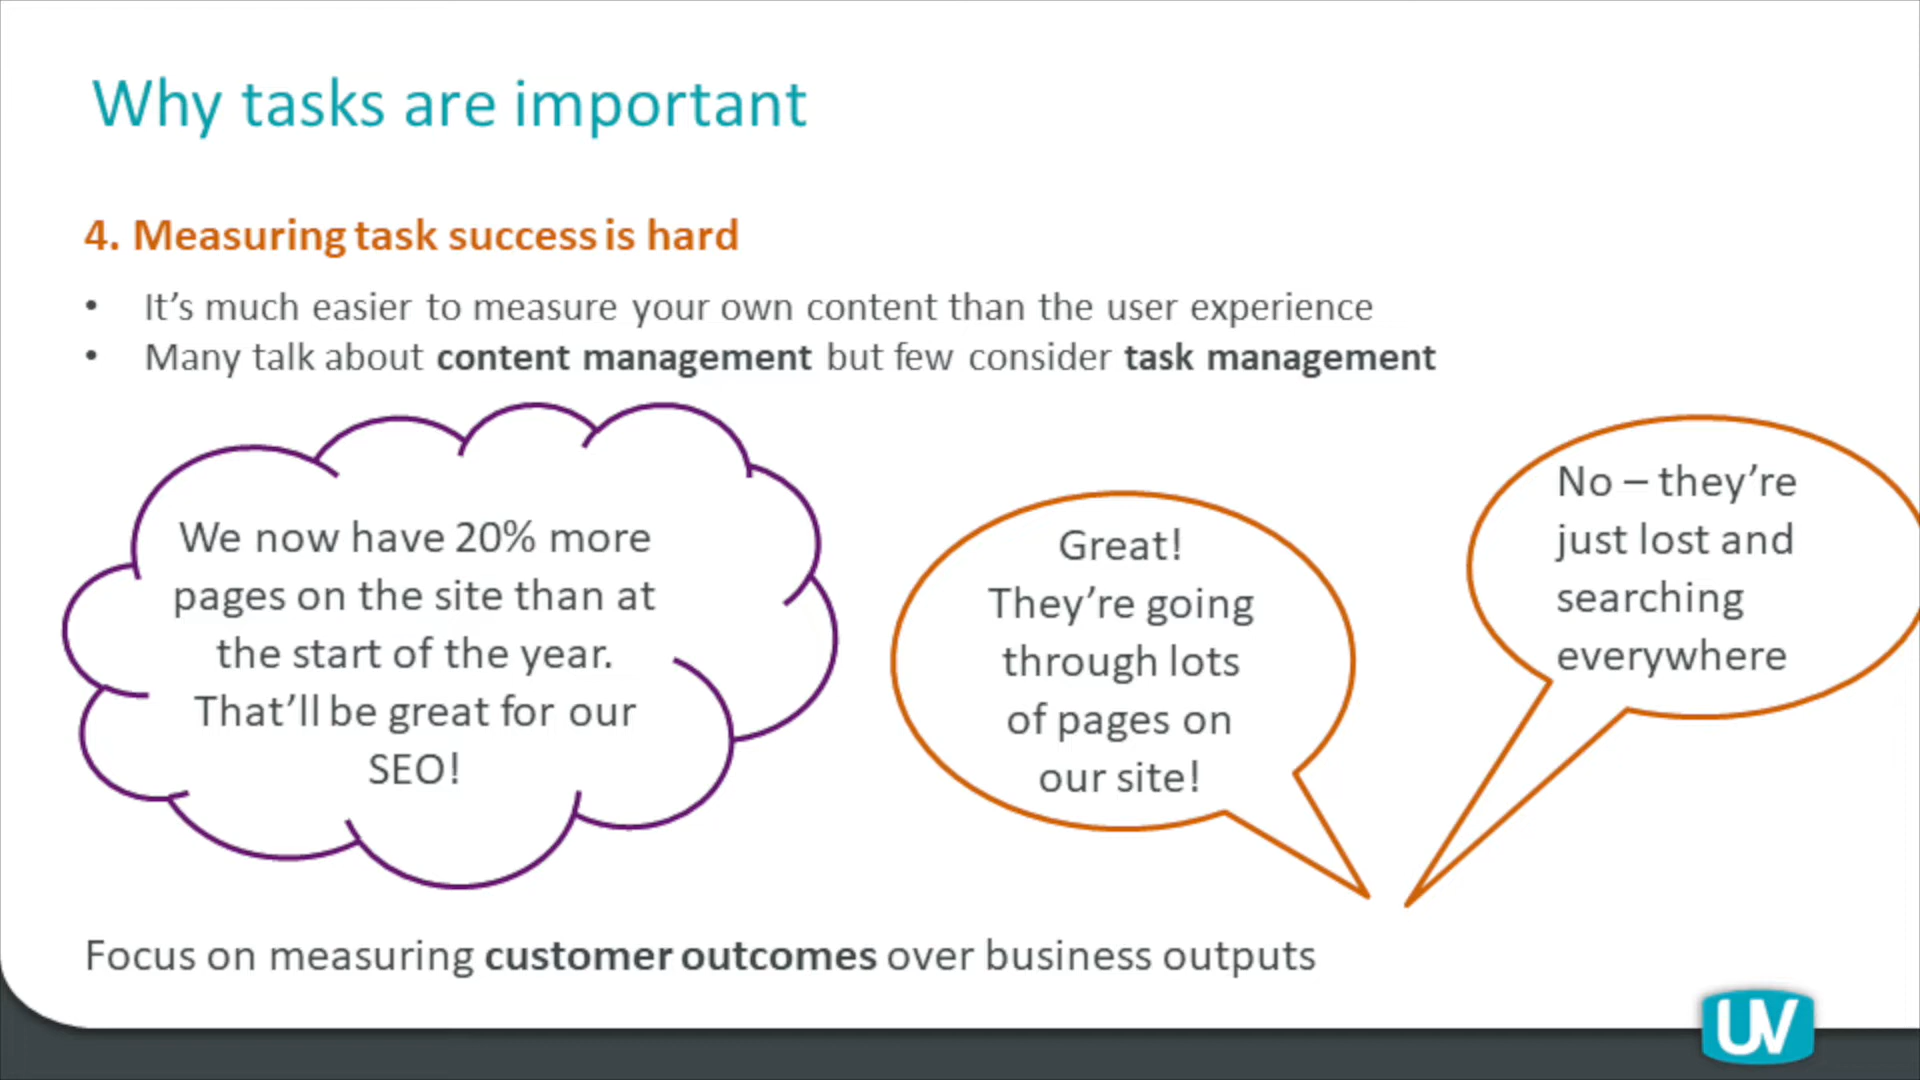 Why tasks are important
4. Measuring task success is hard
• It’s much easier to measure your own content than the user experience
• Many talk about content management but few consider task management
We now have 20% more
pages on the site than at
the start of the year.
That’ll be great for our
SEO!
Great!
They’re going
through lots
of pages on
our site!
No – they’re
just lost and
searching
everywhere
Focus on measuring customer outcomes over business outputs
UV